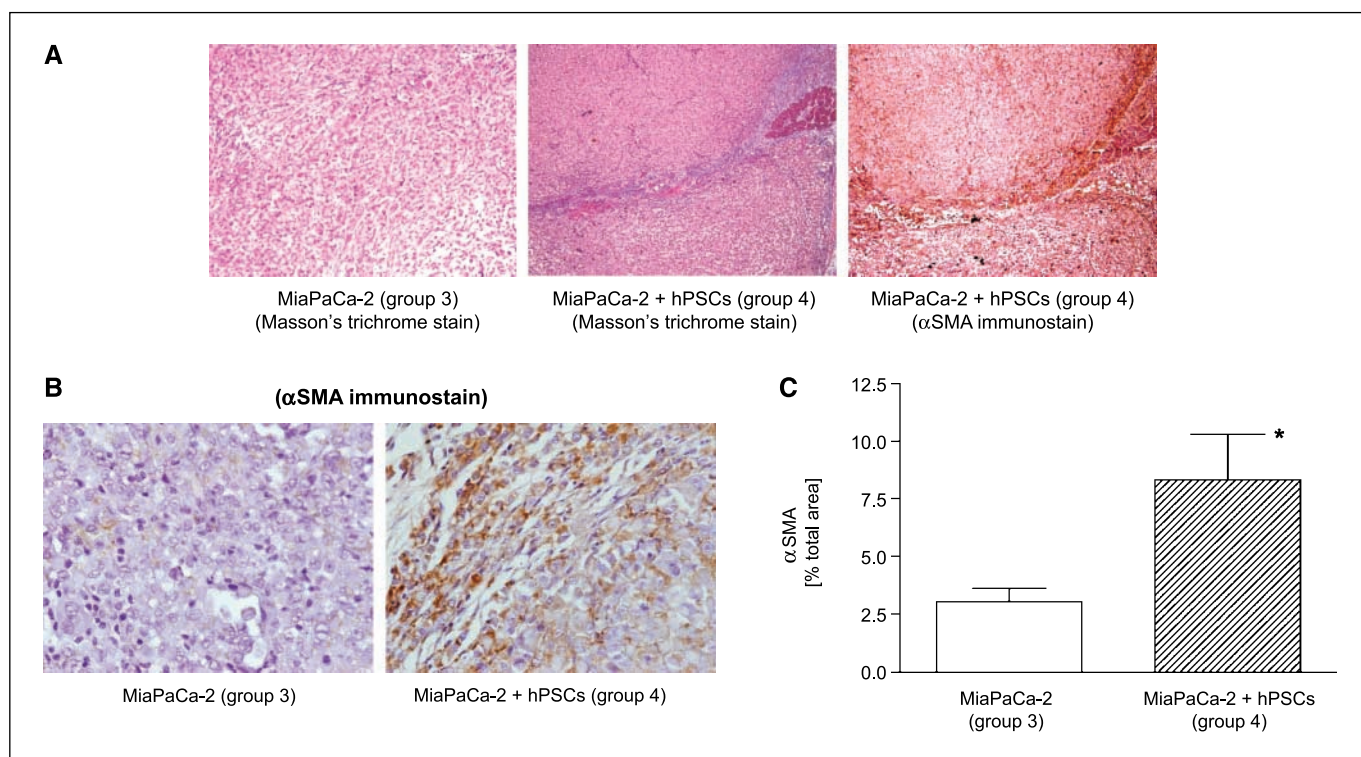 A
MiaPaCa-2 (group 3)
(Masson's trichrome stain)
MiaPaCa-2 + hPSCs (group 4)
(Masson's trichrome stain)
MiaPaCa-2 + hPSCs (group 4)
(αSMA immunostain)
B
(αSMA immunostain)
MiaPaCa-2 (group 3)
MiaPaCa-2 + hPSCs (group 4)
C
αSMA
[% total area]
12.5
10.0
7.5
5.0
2.5
0.0
*
MiaPaCa-2
(group 3)
MiaPaCa-2 + hPSCs
(group 4)